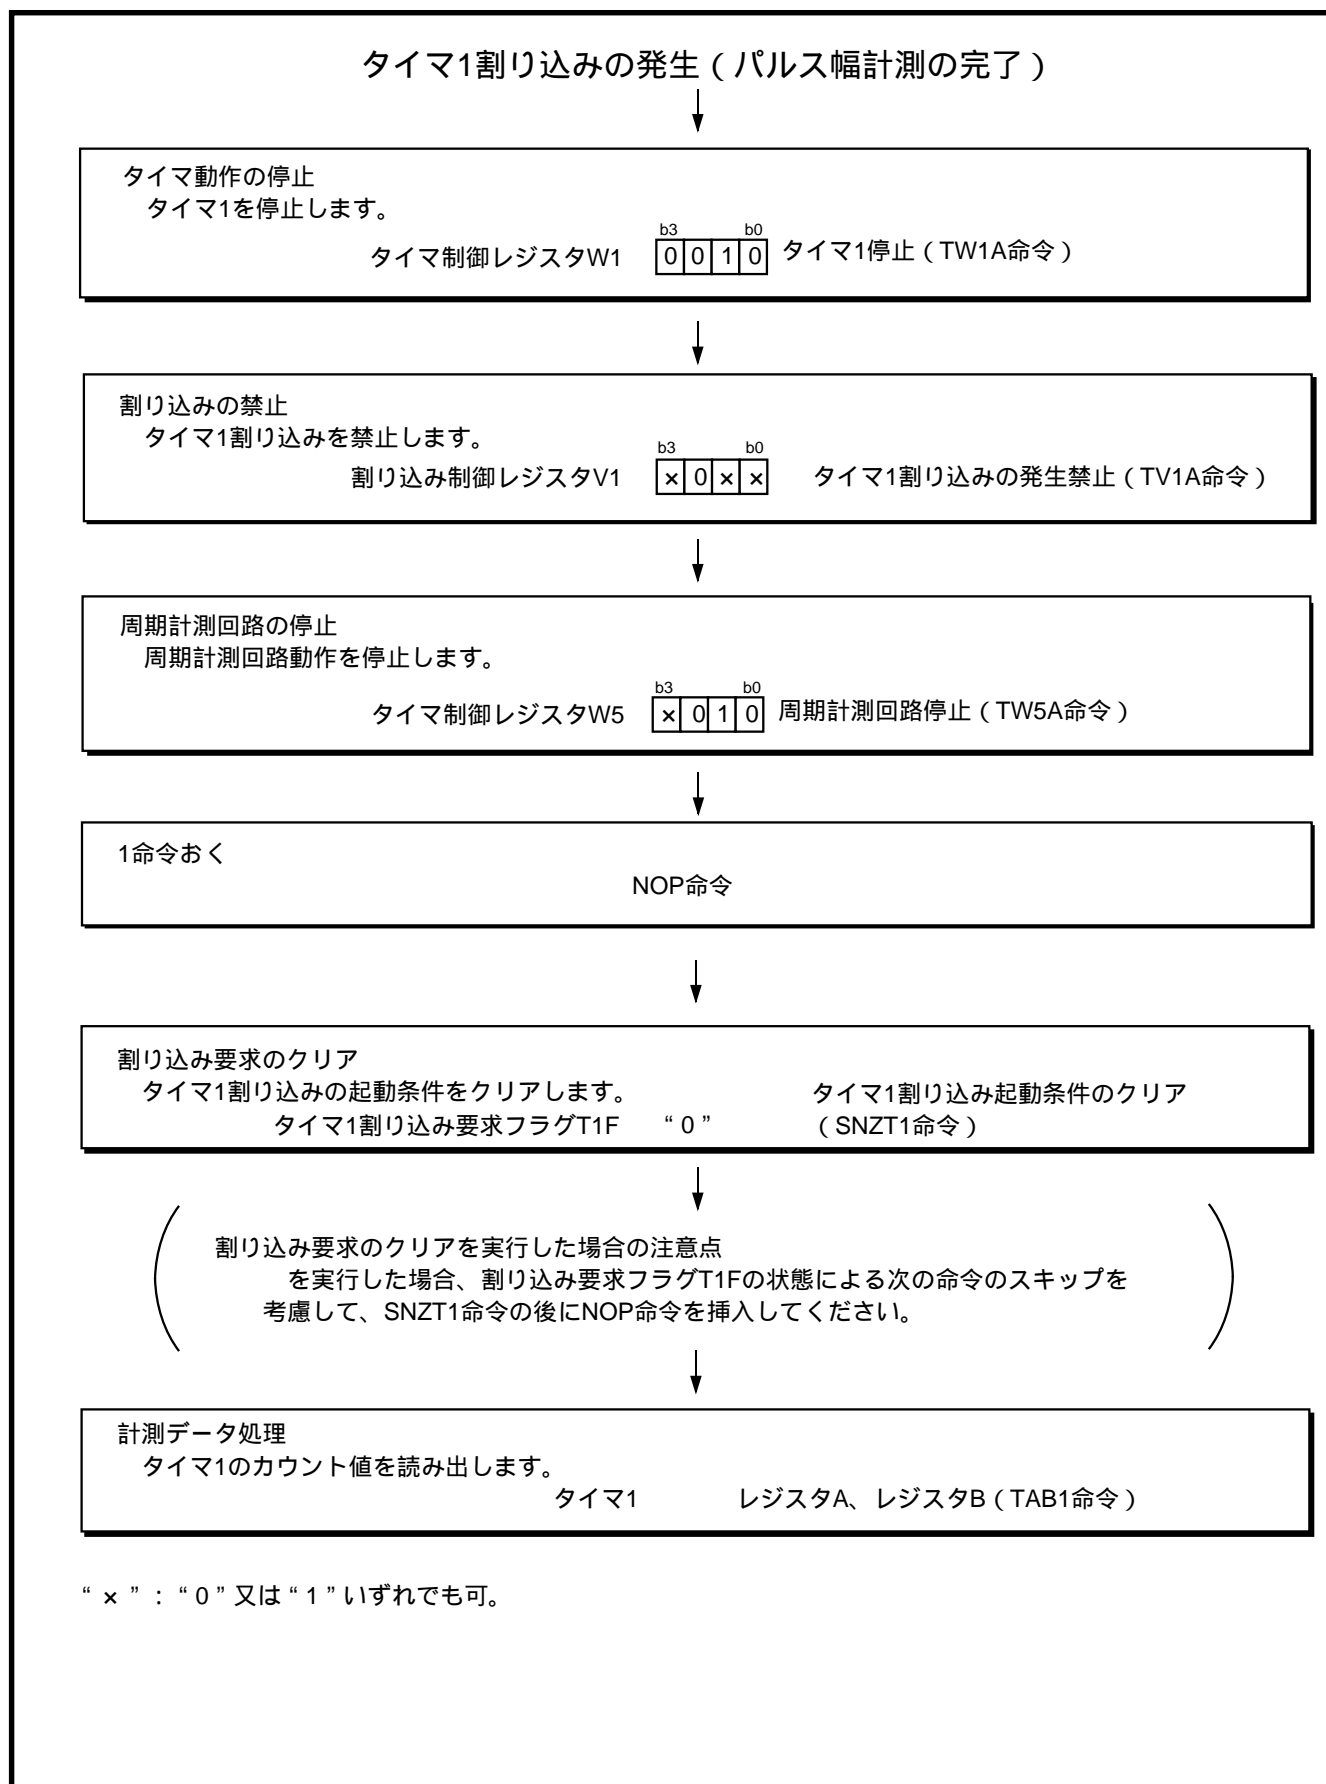 タイマ1割り込みの発生(パルス幅計測の完了)
タイマ動作の停止
タイマ1を停止します。
b3 b0
タイマ制御レジスタW1 0 0 1 0 タイマ1停止(TW1A命令)
割り込みの禁止
タイマ1割り込みを禁止します。
b3 b0
割り込み制御レジスタV1 × 0 × × タイマ1割り込みの発生禁止(TV1A命令)
周期計測回路の停止
周期計測回路動作を停止します。
b3 b0
タイマ制御レジスタW5 × 0 1 0 周期計測回路停止(TW5A命令)
1命令おく
NOP命令
割り込み要求のクリア
タイマ1割り込みの起動条件をクリアします。 タイマ1割り込み起動条件のクリア
タイマ1割り込み要求フラグT1F “0” (SNZT1命令)
割り込み要求のクリアを実行した場合の注意点
を実行した場合、割り込み要求フラグT1Fの状態による次の命令のスキップを
考慮して、SNZT1命令の後にNOP命令を挿入してください。
計測データ処理
タイマ1のカウント値を読み出します。
タイマ1 レジスタA、レジスタB(TAB1命令)
“×”:“0”又は“1”いずれでも可。